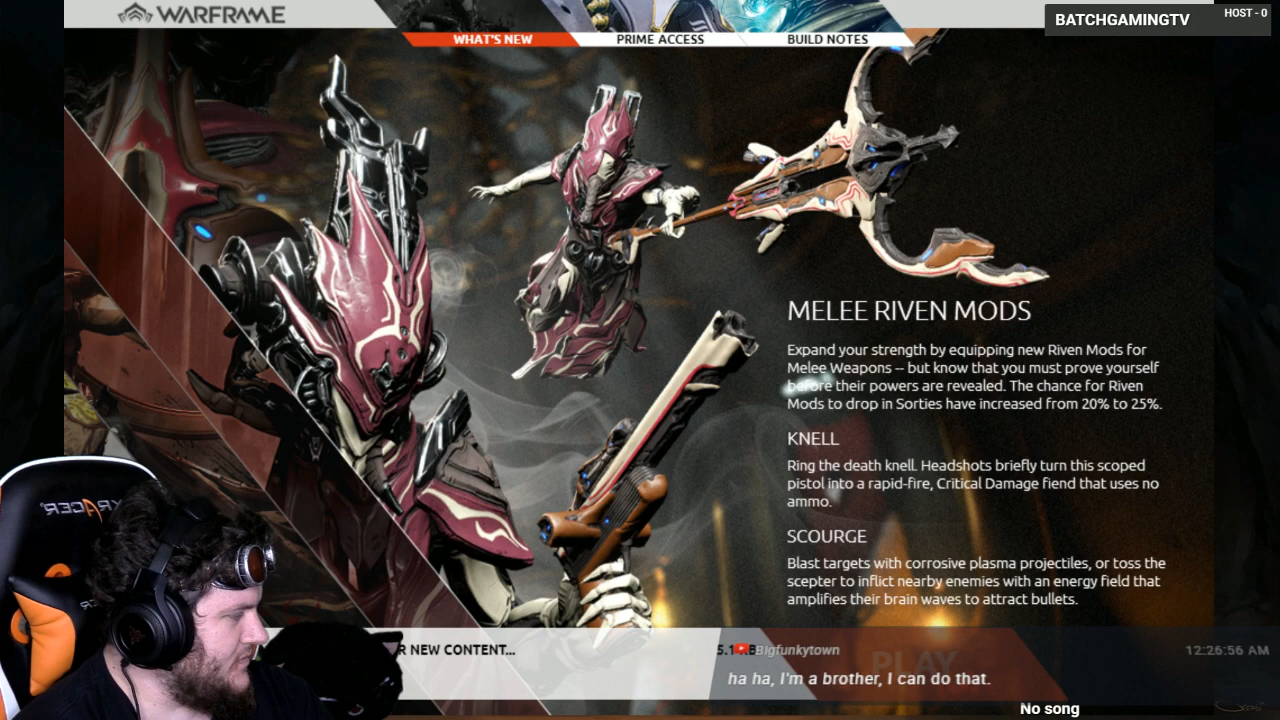 WARFRAME
BATCHGAMINGTV
HOST - 0
WHAT'S NEW
PRIME ACCESS
BUILD NOTES
MELEE RIVEN MODS
Expand your strength by equipping new Riven Mods for
Melee Weapons -- but know that you must prove yourself
before their powers are revealed. The chance for Riven
Mods to drop in Sorties have increased from 20% to 25%.
KNELL
Ring the death knell. Headshots briefly turn this scoped
pistol into a rapid-fire, Critical Damage fiend that uses no
ammo.
SCOURGE
Blast targets with corrosive plasma projectiles, or toss the
scepter to inflict nearby enemies with an energy field that
amplifies their brain waves to attract bullets.
R NEW CONTENT...
Bigfunkytown
12:26:56 AM
PLAY
ha ha, I'm a brother, I can do that.
No song